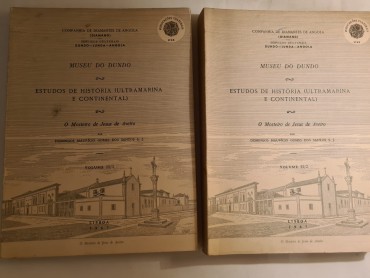 COMPANHIA DE DIAMANTES DE ANGOLA
(DIAMANG)
SERVIÇOS CULTURAIS
DUNDO - LUNDA - ANGOLA
MUSEU DO DUNDO
ESTUDOS DE HISTÓRIA (ULTRAMARINA
E CONTINENTAL)
O Mosteiro de Jesus de Aveiro
POR
DOMINGOS MAURÍCIO GOMES DOS SANTOS S. J.
LISBOA
COMPANHIA DE DIAMANTES DE ANGOLA
(DIAMANG)
SERVIÇOS CULTURAIS
DUNDO - LUNDA - ANGOLA
MUSEU DO DUNDO
ESTUDOS DE HISTÓRIA (ULTRAMARINA
E CONTINENTAL)
O Mosteiro de Jesus de Aveiro
POR
DOMINGOS MAURÍCIO GOMES DOS SANTOS S. J.
LISBOA